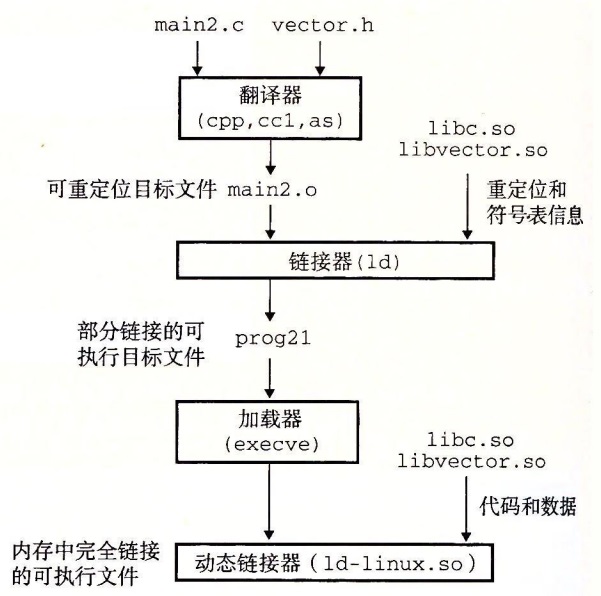 main2.c vector.h
翻译器
(cpp,cc1,as)
libc.so
libvector.so
可重定位目标文件 main2.o
重定位和
符号表信息
链接器(ld)
部分链接的可
执行目标文件
prog21
加载器
(execve)
libc.so
libvector.so
代码和数据
内存中完全链接
的可执行文件
动态链接器(ld-linux.so)